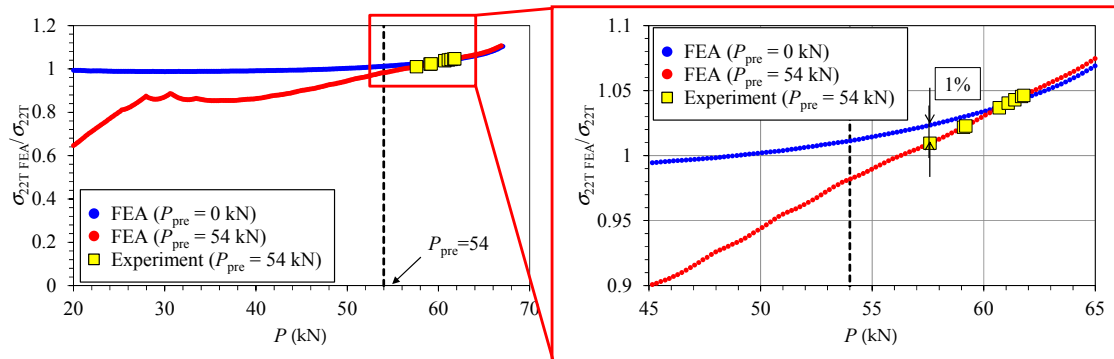 1.2
1
0.8
0.6
0.4
0.2
0
σ22T FEA/σ22T
FEA (Ppre = 0 kN)
FEA (Ppre = 54 kN)
Experiment (Ppre = 54 kN)
Ppre=54
20 30 40 50 60 70
P (kN)
1.1
1.05
1
0.95
0.9
σ22T FEA/σ22T
FEA (Ppre = 0 kN)
FEA (Ppre = 54 kN)
Experiment (Ppre = 54 kN)
1%
45 50 55 60 65
P (kN)